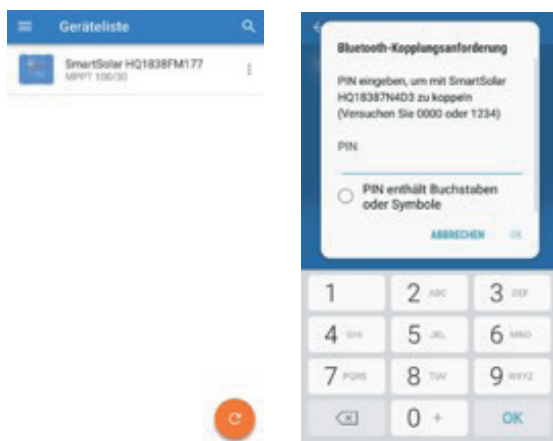 Geräteliste
SmartSolar HQ1838FM177
MPPT 100/30
Bluetooth-Kopplungsanforderung
PIN eingeben, um mit SmartSolar
HQ18387N4D3 zu koppeln
(Versuchen Sie 0000 oder 1234)
PIN
PIN enthält Buchstaben
oder Symbole
ABBRECHEN OK
1 2 ABC 3 DEF
4 GHI 5 JKL 6 MNO
7 PQRS 8 TUV 9 WXYZ
0 + OK